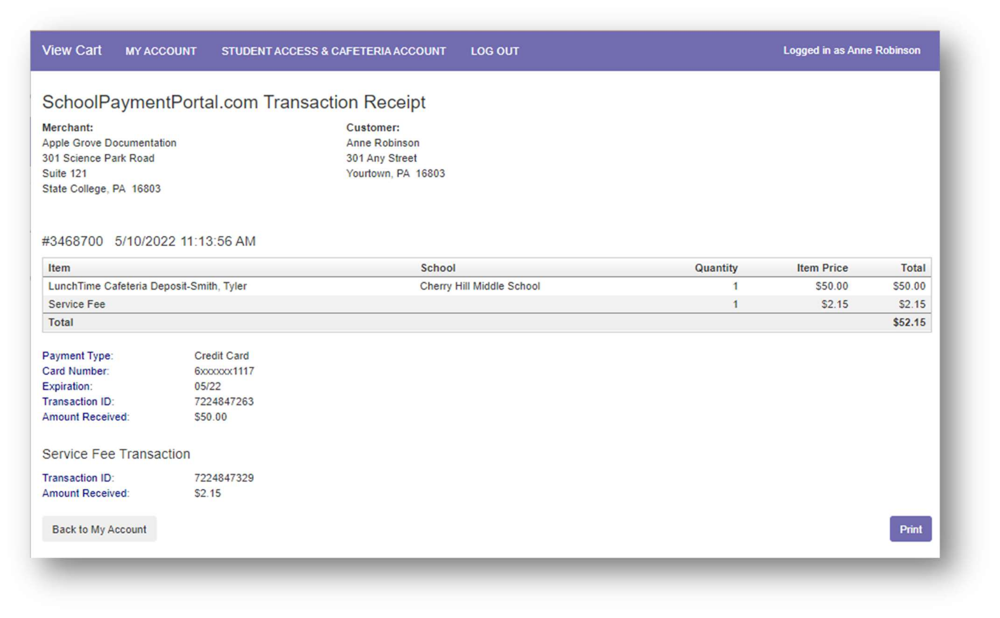 View Cart MY ACCOUNT STUDENT ACCESS & CAFETERIA ACCOUNT LOG OUT Logged in as Anne Robinson
SchoolPaymentPortal.com Transaction Receipt
Merchant: Customer:
Apple Grove Documentation Anne Robinson
301 Science Park Road 301 Any Street
Suite 121 Yourtown, PA 16803
State College, PA 16803
#3468700 5/10/2022 11:13:56 AM
Item School Quantity Item Price Total
LunchTime Cafeteria Deposit-Smith, Tyler Cherry Hill Middle School 1 $50.00 $50.00
Service Fee 1 $2.15 $2.15
Total $52.15
Payment Type: Credit Card
Card Number: 6xxxxxx1117
Expiration: 05/22
Transaction ID: 7224847263
Amount Received: $50.00
Service Fee Transaction
Transaction ID: 7224847329
Amount Received: $2.15
Back to My Account Print